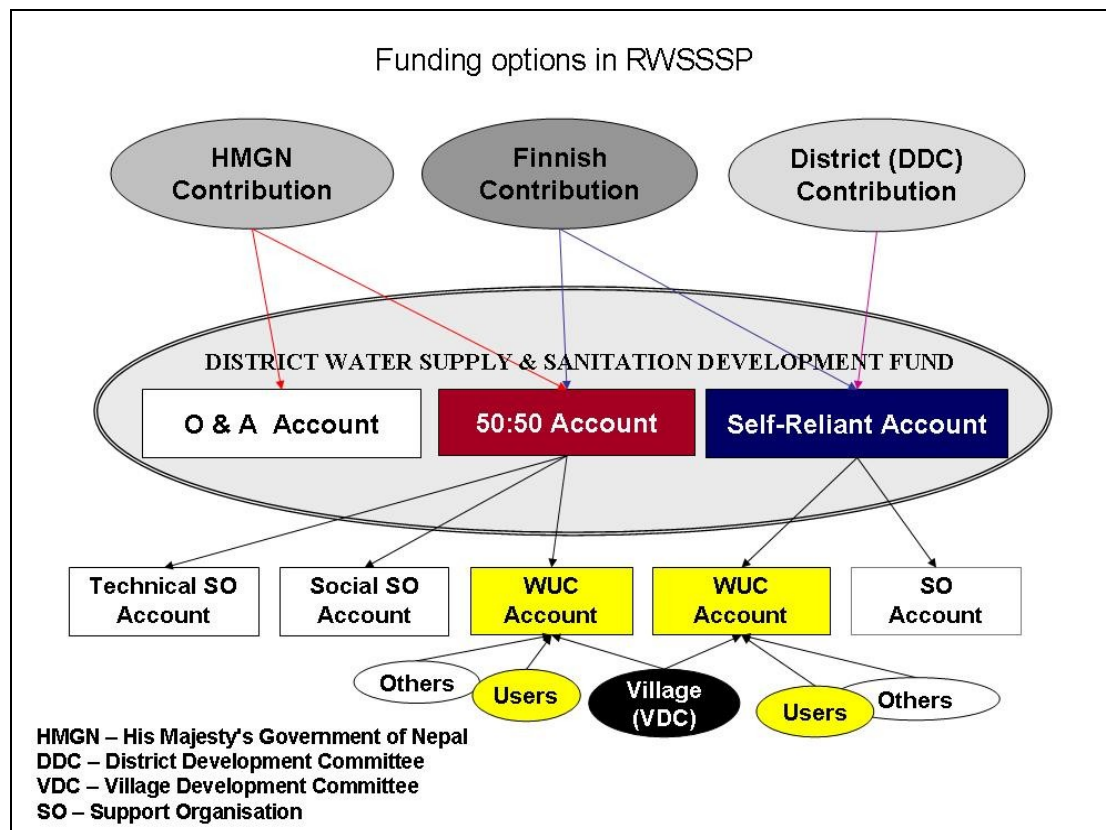 Funding options in RWSSSP
HMGN
Contribution
Finnish
Contribution
District (DDC)
Contribution
DISTRICT WATER SUPPLY & SANITATION DEVELOPMENT FUND
O & A Account
50:50 Account
Self-Reliant Account
Technical SO
Account
Social SO
Account
WUC
Account
WUC
Account
SO
Account
Others
Users
Village
(VDC)
Users
Others
HMGN – His Majesty's Government of Nepal
DDC – District Development Committee
VDC – Village Development Committee
SO – Support Organisation